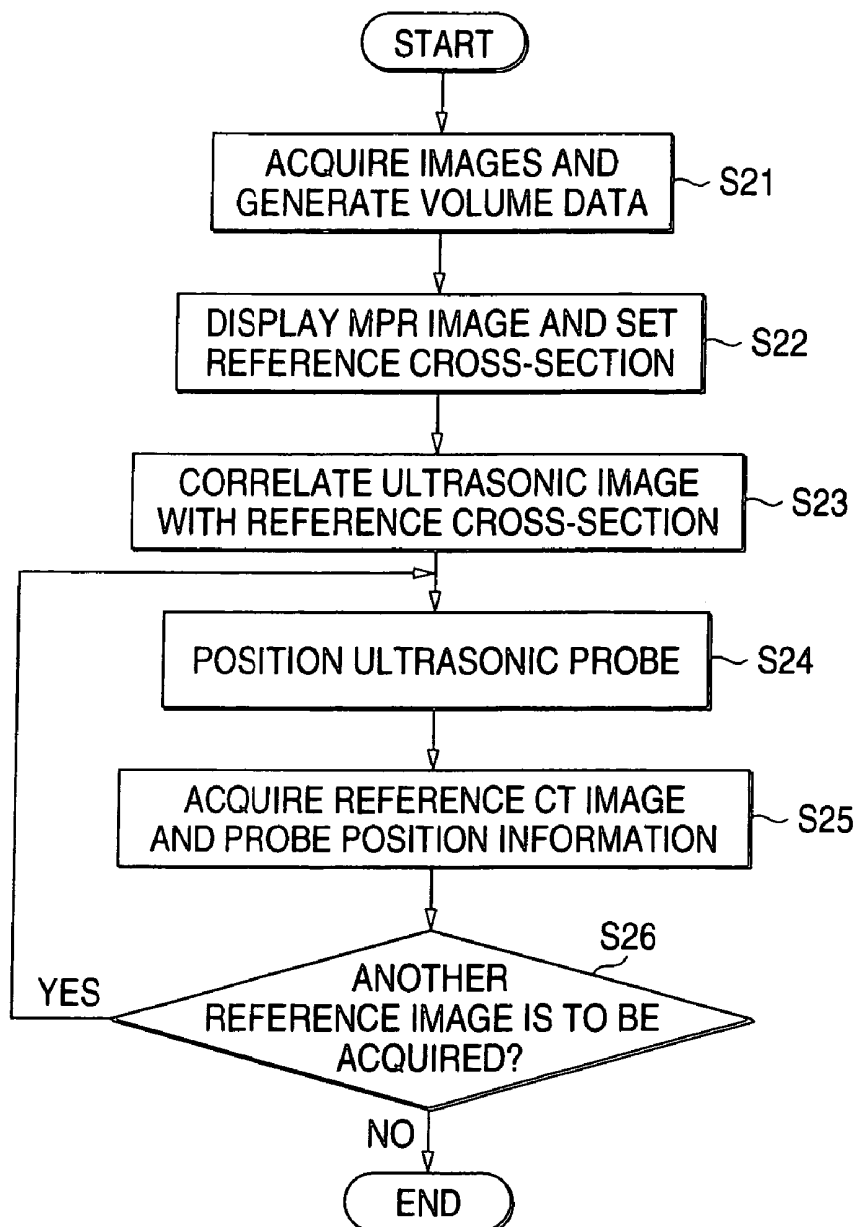 START
ACQUIRE IMAGES AND
GENERATE VOLUME DATA
S21
DISPLAY MPR IMAGE AND SET
REFERENCE CROSS-SECTION
S22
CORRELATE ULTRASONIC IMAGE
WITH REFERENCE CROSS-SECTION
S23
POSITION ULTRASONIC PROBE
S24
ACQUIRE REFERENCE CT IMAGE
AND PROBE POSITION INFORMATION
S25
S26
YES
ANOTHER
REFERENCE IMAGE IS TO BE
ACQUIRED?
NO
END